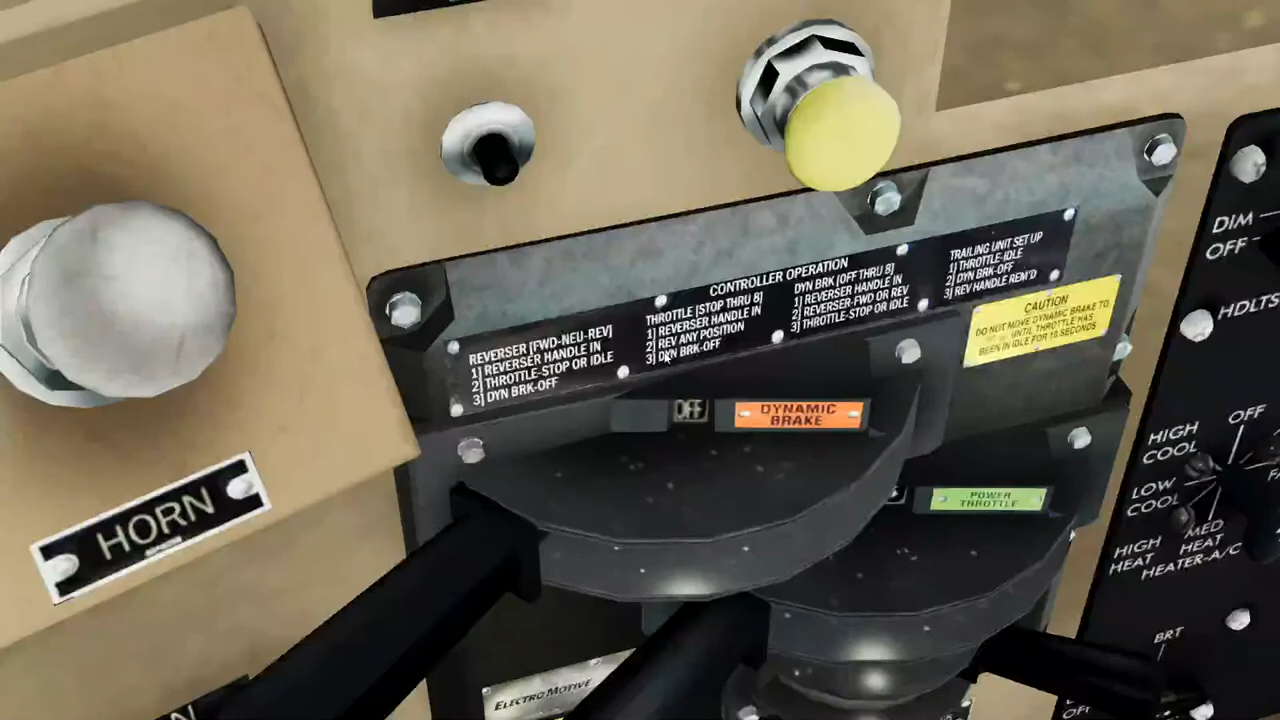 CONTROLLER OPERATION
REVERSER [FWD-NEU-REV]
1] REVERSER HANDLE IN
2] THROTTLE-STOP OR IDLE
3] DYN BRK-OFF
THROTTLE [STOP THRU 8]
1] REVERSER HANDLE IN
2] REV ANY POSITION
3] DYN BRK-OFF
DYN BRK [OFF THRU 8]
1] REVERSER HANDLE IN
2] REVERSER-FWD OR REV
3] THROTTLE-STOP OR IDLE
TRAILING UNIT SET UP
1] THROTTLE-IDLE
2] DYN BRK-OFF
3] REV HANDLE REM'D
CAUTION
DO NOT MOVE DYNAMIC BRAKE TO
UNTIL THROTTLE HAS
BEEN IN IDLE FOR 10 SECONDS
OFF
DYNAMIC
BRAKE
POWER
THROTTLE
HORN
ELECTRO MOTIVE
DIM
OFF
HDLTS
OFF
HIGH
COOL
LOW
COOL
HIGH
HEAT
MED
HEAT
HEATER-A/C
BRT
OFF